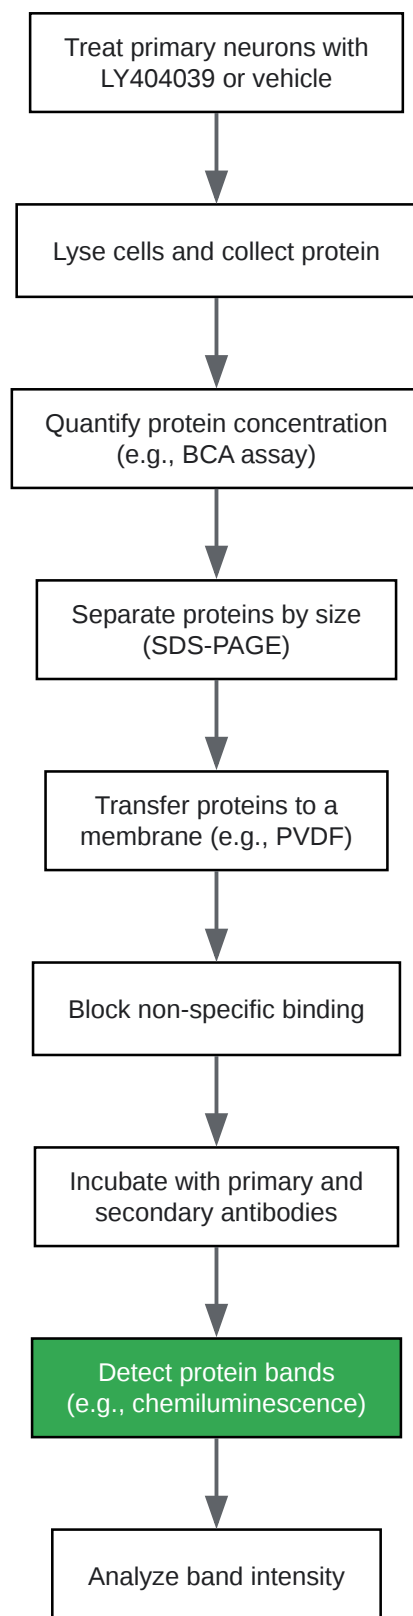 Treat primary neurons with
LY404039 or vehicle
Lyse cells and collect protein
Quantify protein concentration
(e.g., BCA assay)
Separate proteins by size
(SDS-PAGE)
Transfer proteins to a
membrane (e.g., PVDF)
Block non-specific binding
Incubate with primary and
secondary antibodies
Detect protein bands
(e.g., chemiluminescence)
Analyze band intensity